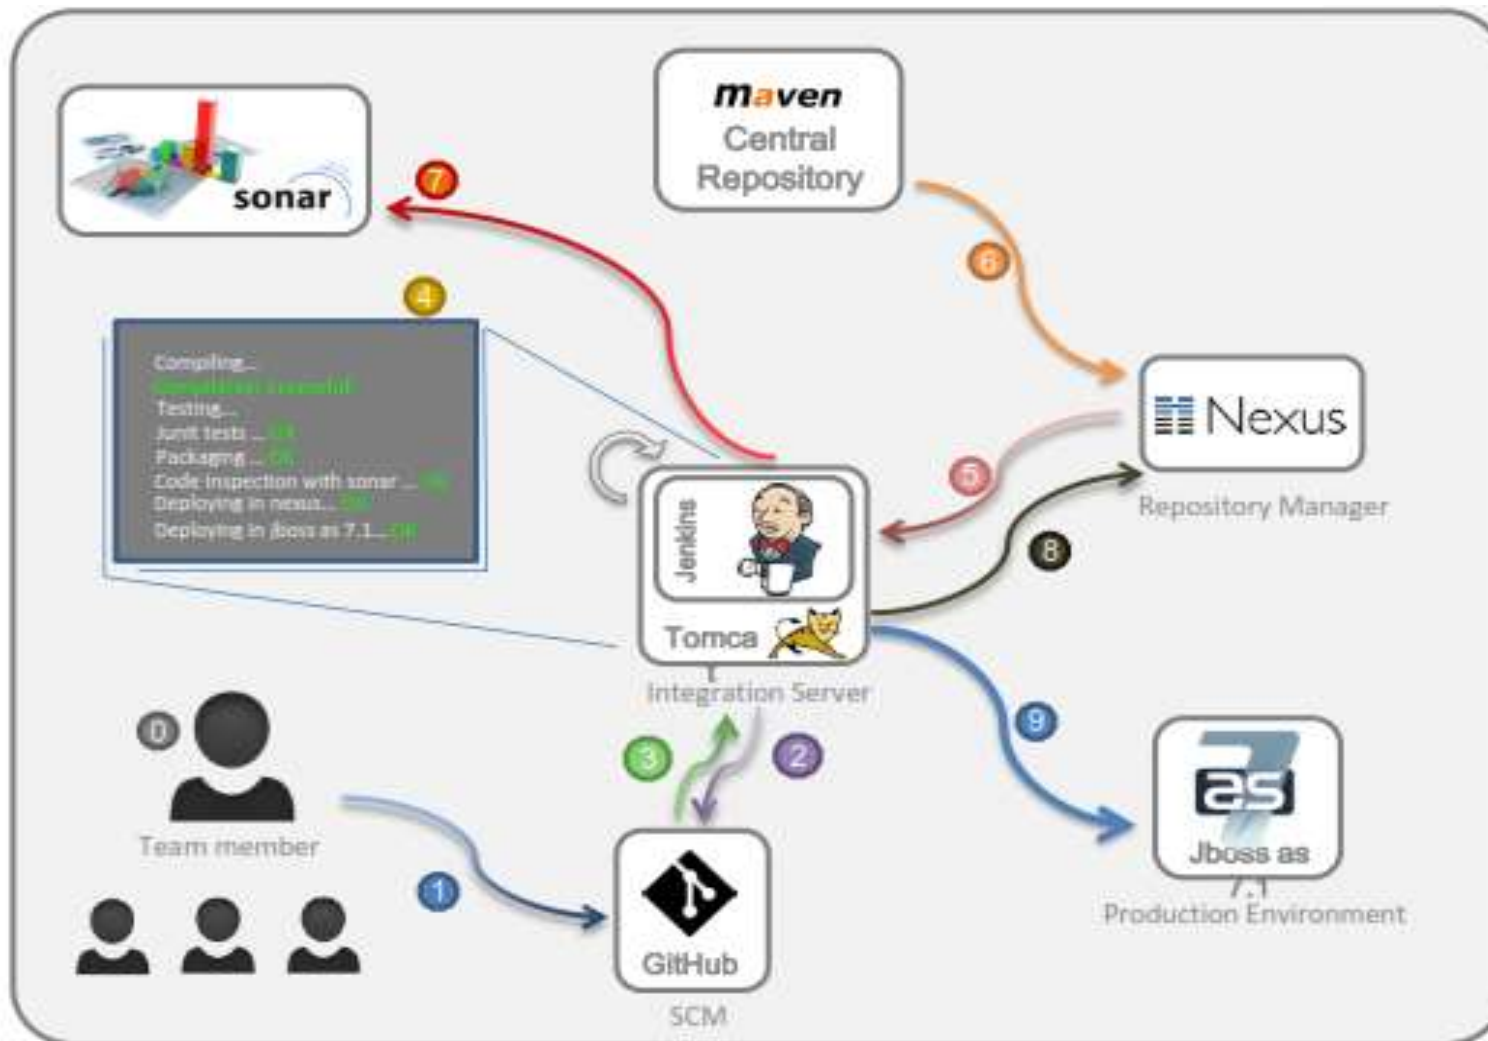 maven
Central
Repository
7
sonar
6
4
Compiling...
Testing...
Junit tests ... OK
Packaging ... OK
Code inspection with sonar ... OK
Deploying in nexus... OK
Deploying in jboss as 7.1... OK
Nexus
Repository Manager
5
8
Jenkins
Tomca
t
Integration Server
0
Team member
3
2
9
as
7
Jboss as
Production Environment
1
GitHub
SCM